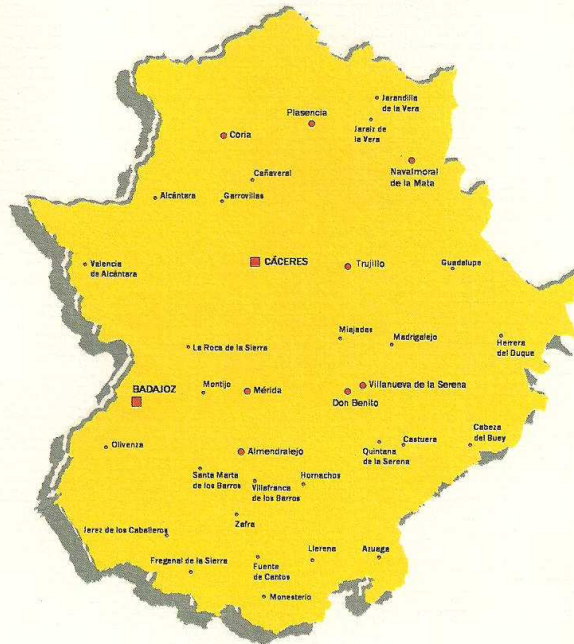 Jarandilla
de la Vera
Plasencia
Jaraíz de
la Vera
Coria
Navalmoral
de la Mata
Cañaveral
Alcántara
Garrovillas
Valencia
de Alcántara
CÁCERES
Trujillo
Guadalupe
Miajadas
Madrigalejo
Herrera
del Duque
La Roca de la Sierra
BADAJOZ
Montijo
Mérida
Villanueva de la Serena
Don Benito
Olivenza
Almendralejo
Quintana
de la Serena
Castuera
Cabeza
del Buey
Santa Marta
de los Barros
Villafranca
de los Barros
Hornachos
Zafra
Jerez de los Caballeros
Fregenal de la Sierra
Fuente
de Cantos
Llerena
Azuaga
Monesterio